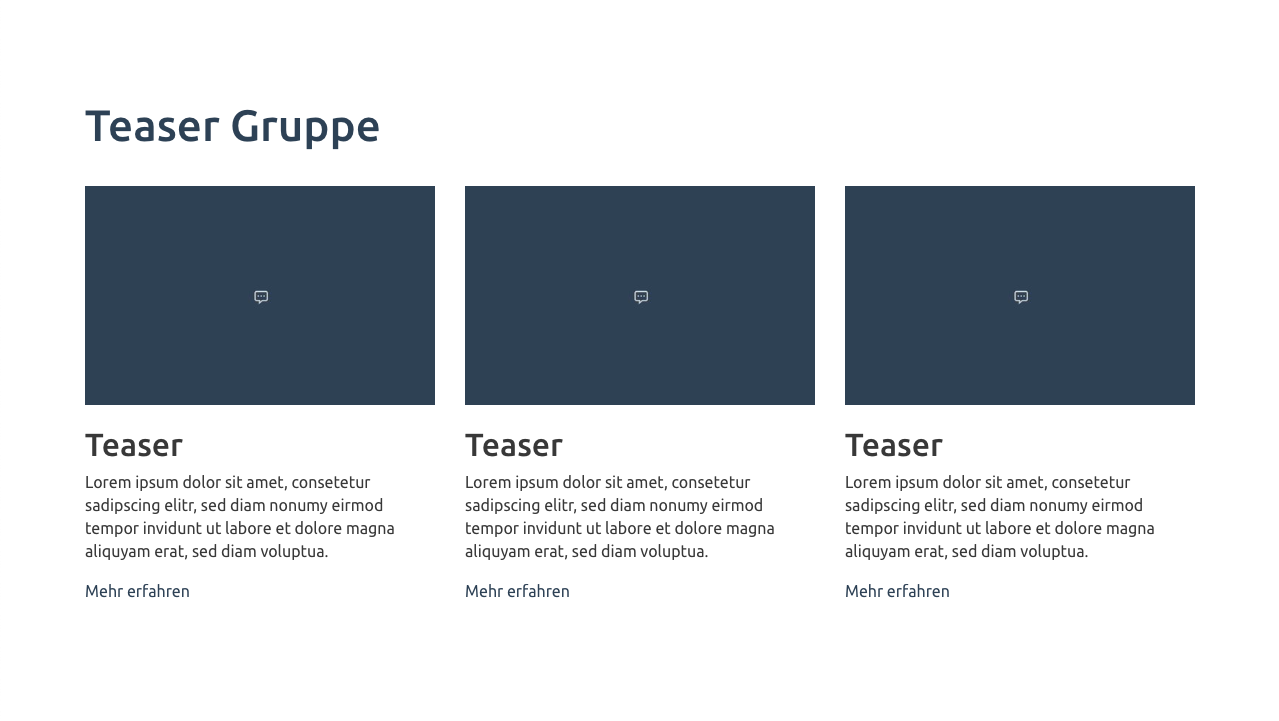 Teaser Gruppe
Teaser
Lorem ipsum dolor sit amet, consetetur
sadipscing elitr, sed diam nonumy eirmod
tempor invidunt ut labore et dolore magna
aliquyam erat, sed diam voluptua.
Mehr erfahren
Teaser
Lorem ipsum dolor sit amet, consetetur
sadipscing elitr, sed diam nonumy eirmod
tempor invidunt ut labore et dolore magna
aliquyam erat, sed diam voluptua.
Mehr erfahren
Teaser
Lorem ipsum dolor sit amet, consetetur
sadipscing elitr, sed diam nonumy eirmod
tempor invidunt ut labore et dolore magna
aliquyam erat, sed diam voluptua.
Mehr erfahren